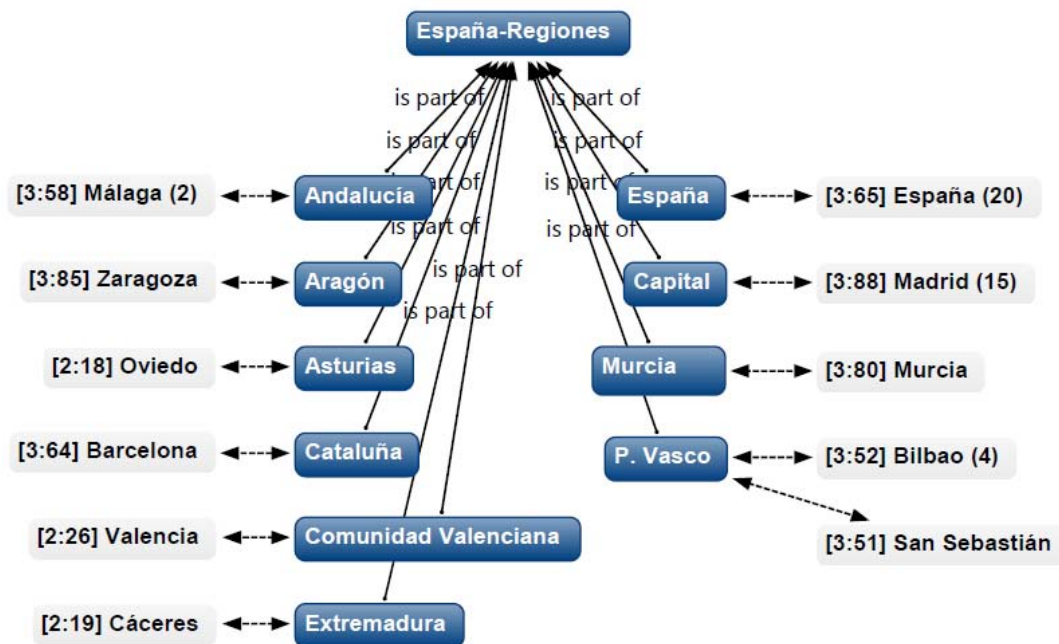 España-Regiones
is part of
is part of
is part of
is part of
[3:58] Málaga (2)
Andalucía
is part of
is part of
España
[3:65] España (20)
is part of
is part of
[3:85] Zaragoza
Aragón
is part of
Capital
[3:88] Madrid (15)
is part of
[2:18] Oviedo
Asturias
Murcia
[3:80] Murcia
[3:64] Barcelona
Cataluña
P. Vasco
[3:52] Bilbao (4)
[2:26] Valencia
Comunidad Valenciana
[3:51] San Sebastián
[2:19] Cáceres
Extremadura